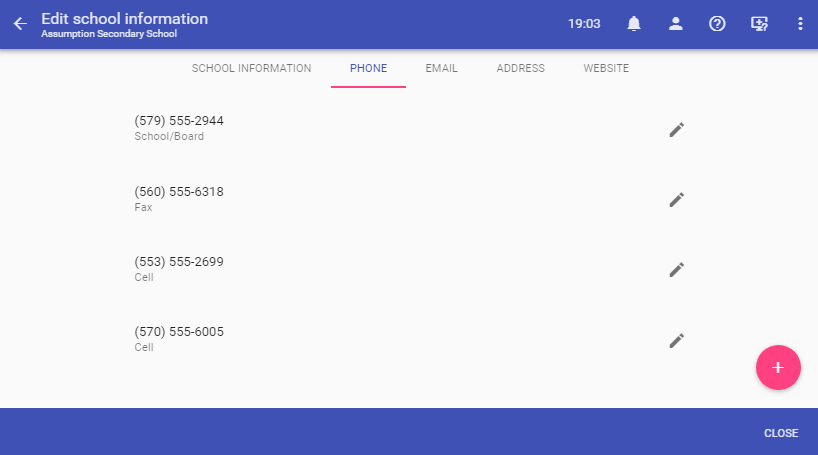 Edit school information
Assumption Secondary School
19:03
SCHOOL INFORMATION PHONE EMAIL ADDRESS WEBSITE
(579) 555-2944
School/Board
(560) 555-6318
Fax
(553) 555-2699
Cell
(570) 555-6005
Cell
CLOSE